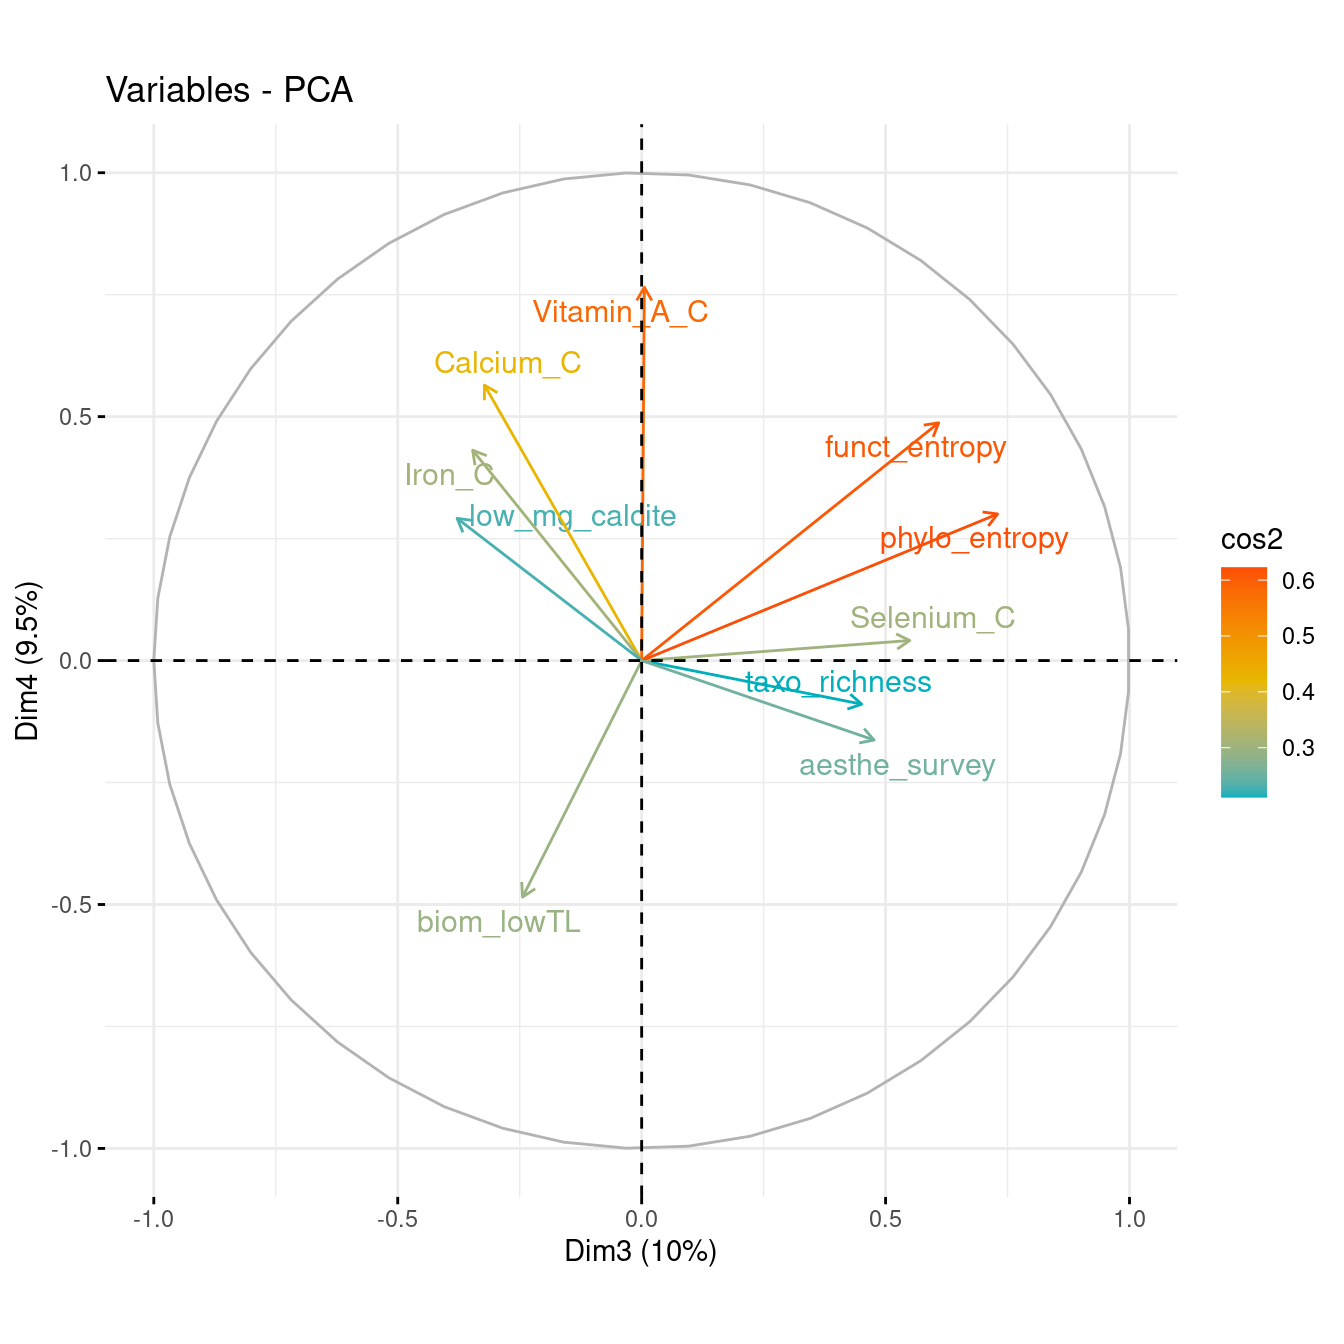 Variables - PCA
1.0
0.5
0.0
-0.5
-1.0
Dim4 (9.5%)
Vitamin_A_C
Calcium_C
funct_entropy
Iron_C
low_mg_calcite
phylo_entropy
Selenium_C
taxo_richness
aesthe_survey
biom_lowTL
-1.0
-0.5
0.0
0.5
1.0
Dim3 (10%)
cos2
0.6
0.5
0.4
0.3